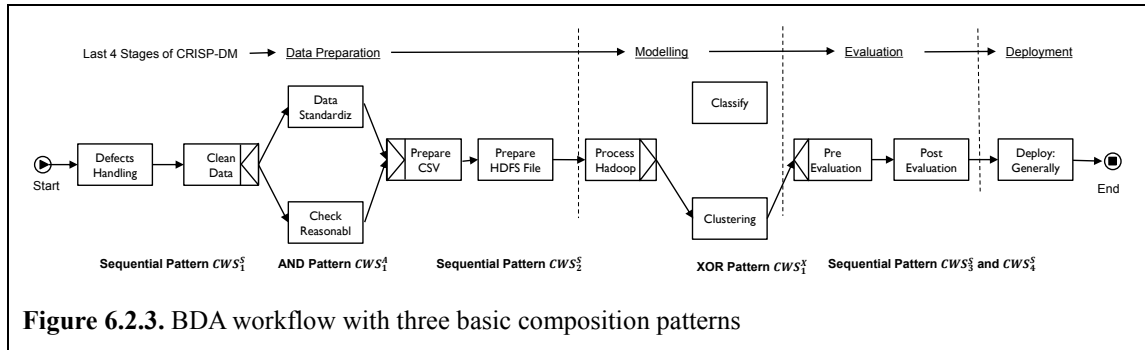 Last 4 Stages of CRISP-DM
Data Preparation
Modelling
Evaluation
Deployment
Data
Standardiz
Classify
Start
Defects
Handling
Clean
Data
Prepare
CSV
Prepare
HDFS File
Process
Hadoop
Pre
Evaluation
Post
Evaluation
Deploy:
Generally
End
Check
Reasonabl
Clustering
Sequential Pattern CWS₁ˢ
AND Pattern CWS₁ᴬ
Sequential Pattern CWS₂ˢ
XOR Pattern CWS₁ˣ
Sequential Pattern CWS₃ˢ and CWS₄ˢ
Figure 6.2.3. BDA workflow with three basic composition patterns